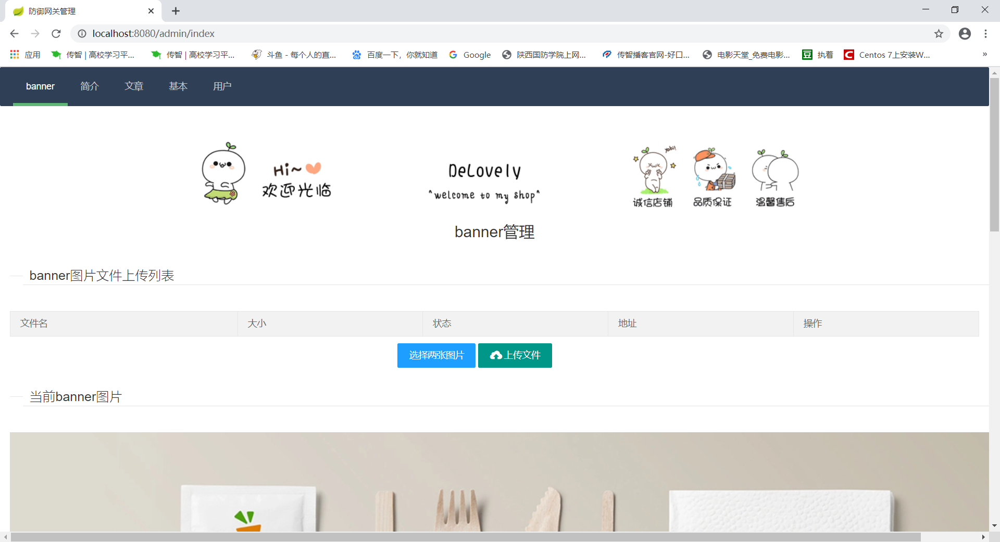 防御网关管理
localhost:8080/admin/index
应用 传智 | 高校学习平... 传智 | 高校学习平... 斗鱼 - 每个人的直... 百度一下，你就知道 Google 陕西国防学院上网... 传智播客官网-好口... 电影天堂_免费电影... 豆 执着 C Centos 7上安装W... »
banner 简介 文章 基本 用户
Hi~
欢迎光临
DeLovely
^welcome to my shop^
yabi!
诚信店铺 品质保证 温馨售后
banner管理
banner图片文件上传列表
文件名 大小 状态 地址 操作
选择两张图片 上传文件
当前banner图片